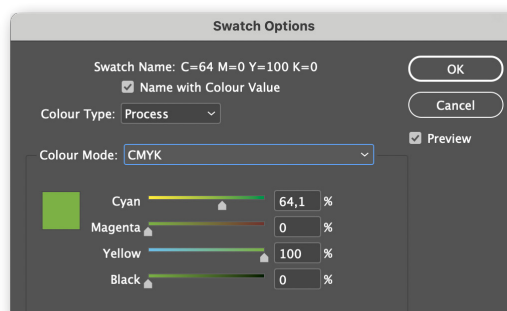 Swatch Options
Swatch Name: C=64 M=0 Y=100 K=0
Name with Colour Value
Colour Type: Process
OK
Cancel
Preview
Colour Mode: CMYK
Cyan 64,1 %
Magenta 0 %
Yellow 100 %
Black 0 %